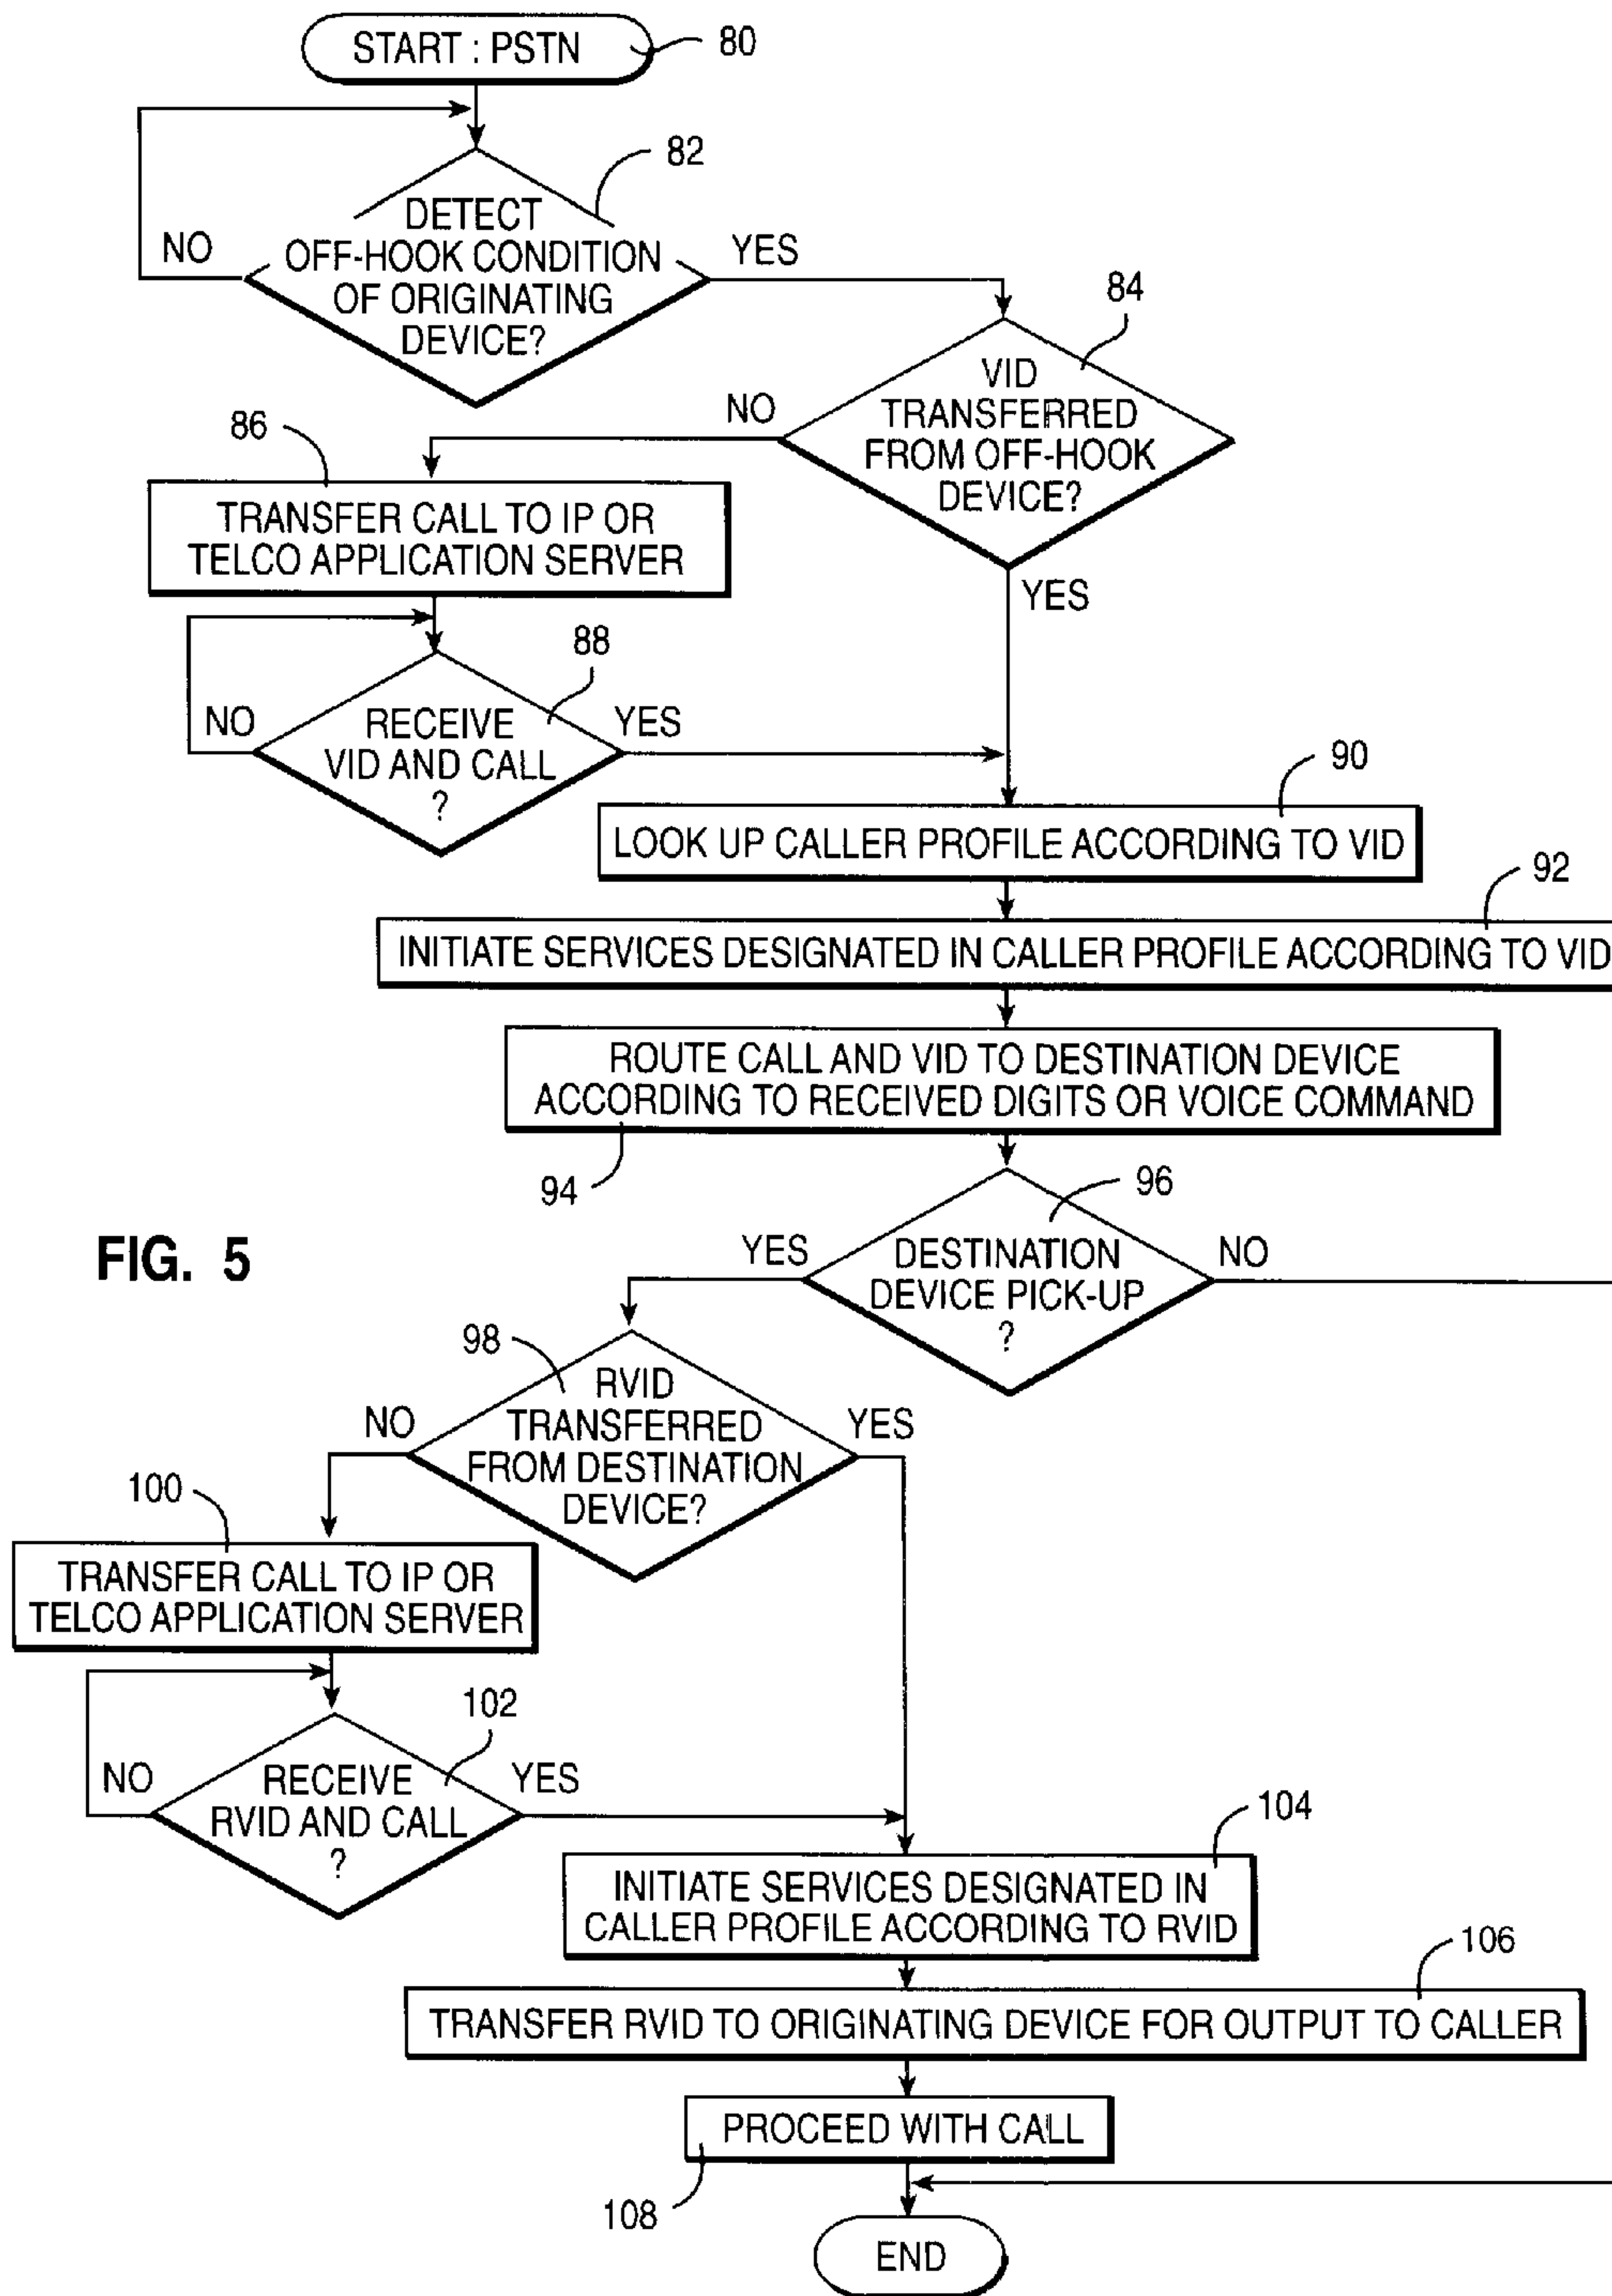 START : PSTN
80
82
DETECT
OFF-HOOK CONDITION
OF ORIGINATING
DEVICE?
NO
YES
84
VID
TRANSFERRED
FROM OFF-HOOK
DEVICE?
NO
YES
86
TRANSFER CALL TO IP OR
TELCO APPLICATION SERVER
88
RECEIVE
VID AND CALL
?
NO
YES
90
LOOK UP CALLER PROFILE ACCORDING TO VID
92
INITIATE SERVICES DESIGNATED IN CALLER PROFILE ACCORDING TO VID
ROUTE CALL AND VID TO DESTINATION DEVICE
ACCORDING TO RECEIVED DIGITS OR VOICE COMMAND
94
96
FIG. 5
YES
DESTINATION
DEVICE PICK-UP
?
NO
98
RVID
TRANSFERRED
FROM DESTINATION
DEVICE?
NO
YES
100
TRANSFER CALL TO IP OR
TELCO APPLICATION SERVER
102
RECEIVE
RVID AND CALL
?
NO
YES
104
INITIATE SERVICES DESIGNATED IN
CALLER PROFILE ACCORDING TO RVID
106
TRANSFER RVID TO ORIGINATING DEVICE FOR OUTPUT TO CALLER
PROCEED WITH CALL
108
END